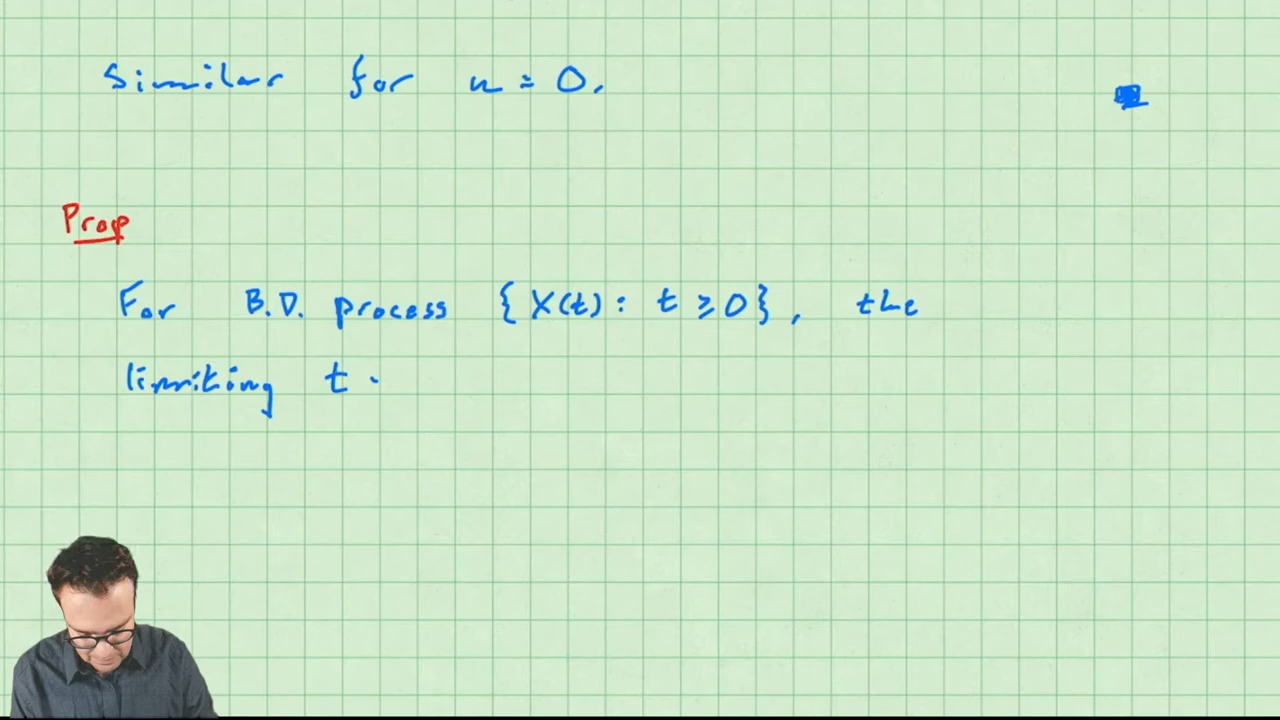 Similar for n = 0.
Prop
For B.D. process {X(t): t ≥ 0}, the
limiting t